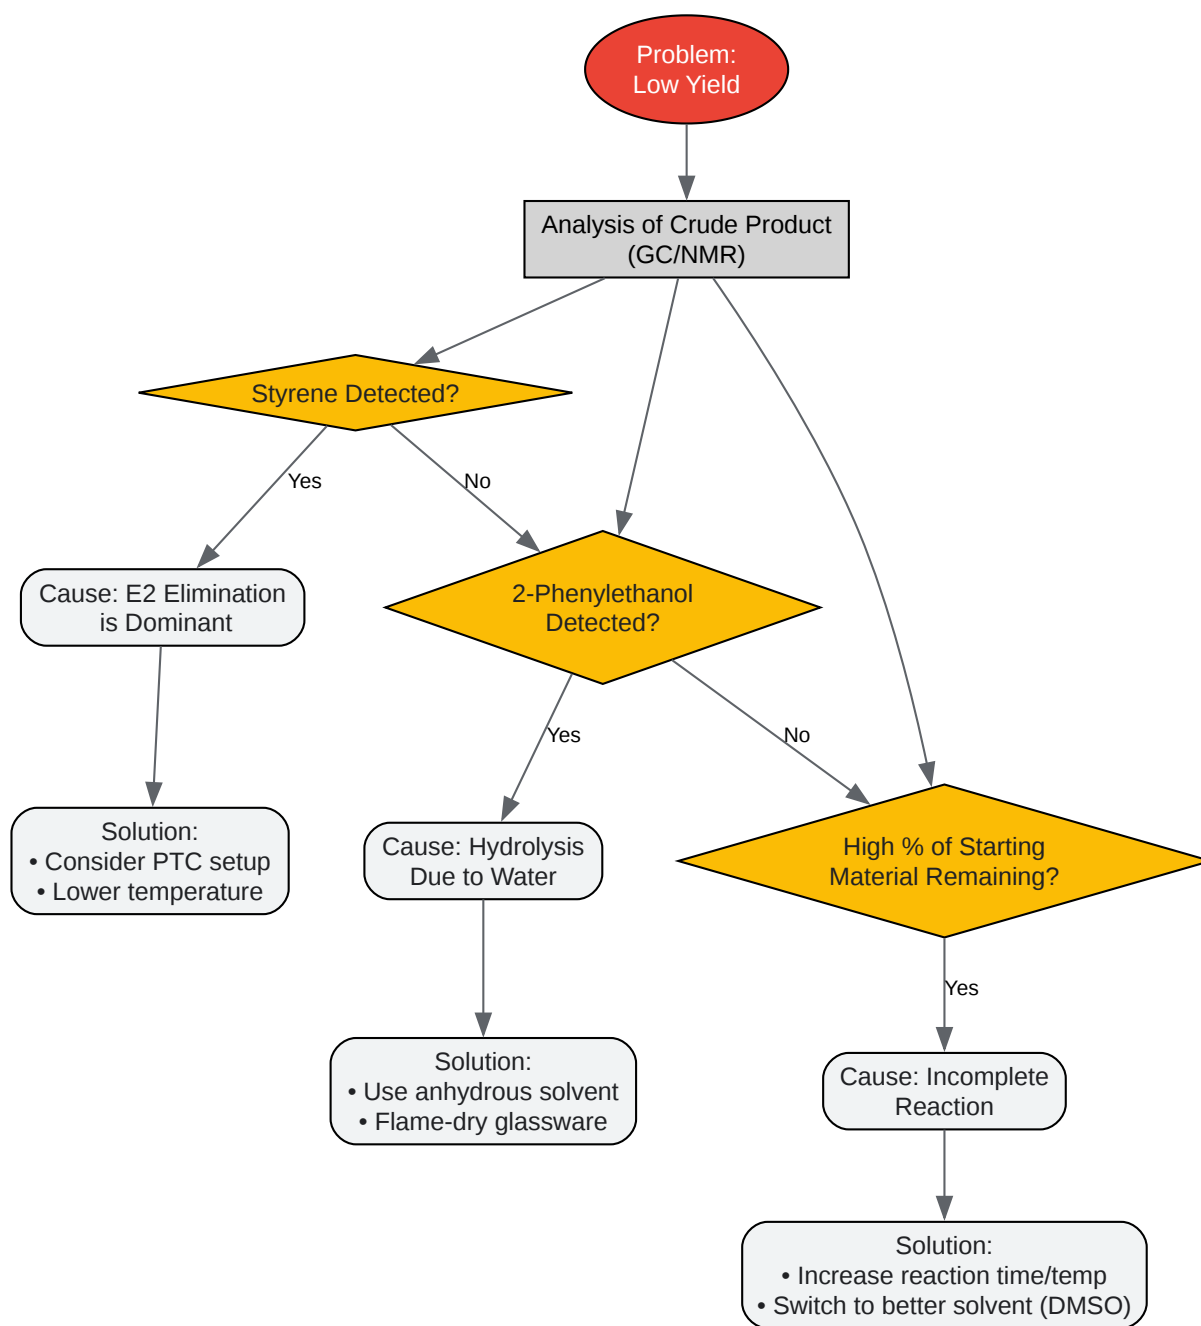 Problem:
Low Yield
Analysis of Crude Product
(GC/NMR)
Styrene Detected?
Yes
No
Cause: E2 Elimination
is Dominant
2-Phenylethanol
Detected?
Yes
No
Solution:
• Consider PTC setup
• Lower temperature
Cause: Hydrolysis
Due to Water
High % of Starting
Material Remaining?
Yes
Solution:
• Use anhydrous solvent
• Flame-dry glassware
Cause: Incomplete
Reaction
Solution:
• Increase reaction time/temp
• Switch to better solvent (DMSO)